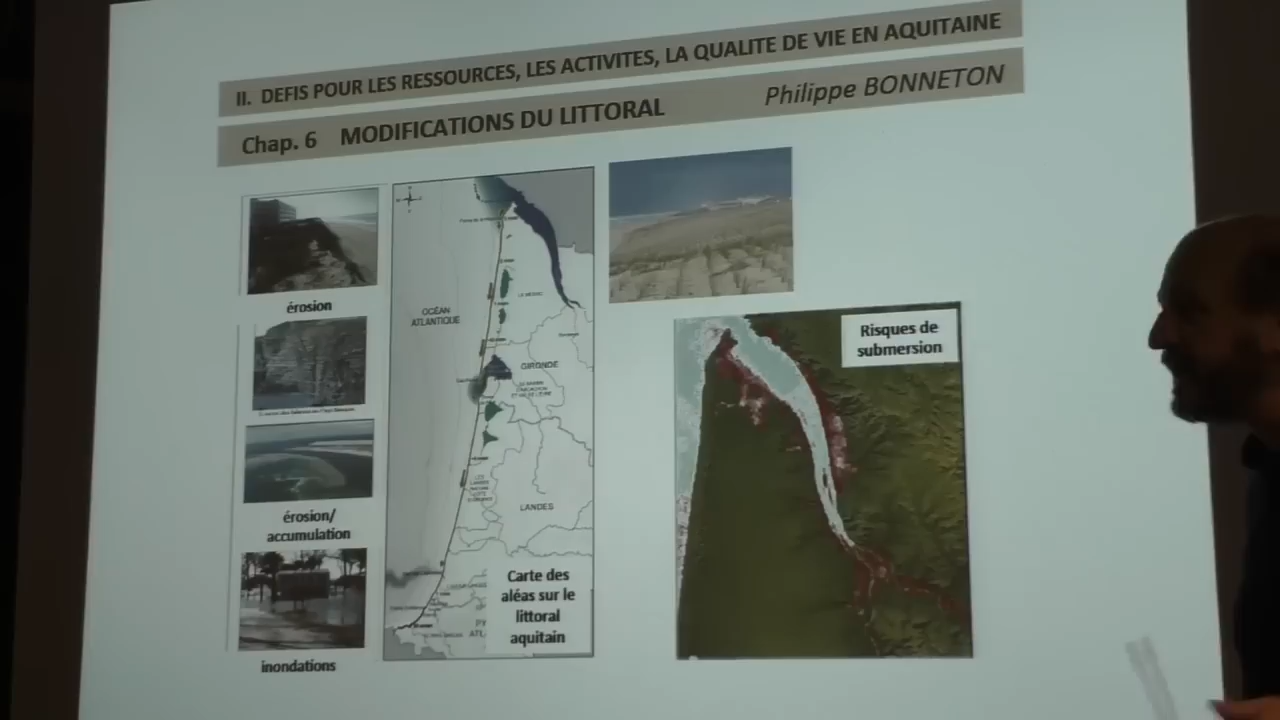 II. DEFIS POUR LES RESSOURCES, LES ACTIVITES, LA QUALITE DE VIE EN AQUITAINE
Chap. 6 MODIFICATIONS DU LITTORAL Philippe BONNETON
érosion
érosion/
accumulation
inondations
OCÉAN
ATLANTIQUE
GIRONDE
LANDES
Carte des
aléas sur le
littoral
aquitain
Risques de
submersion